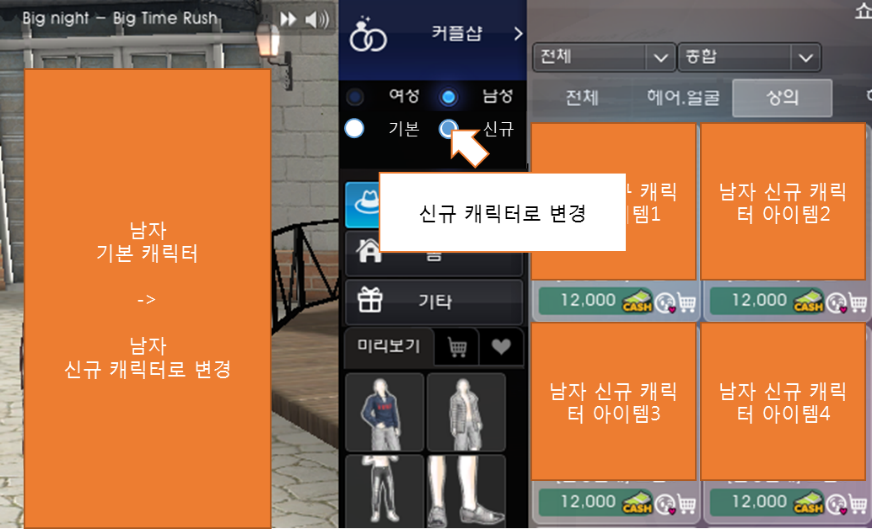 Big night - Big Time Rush
남자
기본 캐릭터
->
남자
신규 캐릭터로 변경
커플샵
여성
남성
기본
신규
신규 캐릭터로 변경
기타
미리보기
쇼
전체
종합
전체
헤어.얼굴
상의
캐릭
템1
남자 신규 캐릭
터 아이템2
12,000 CASH
12,000 CASH
남자 신규 캐릭
터 아이템3
남자 신규 캐릭
터 아이템4
12,000 CASH
12,000 CASH